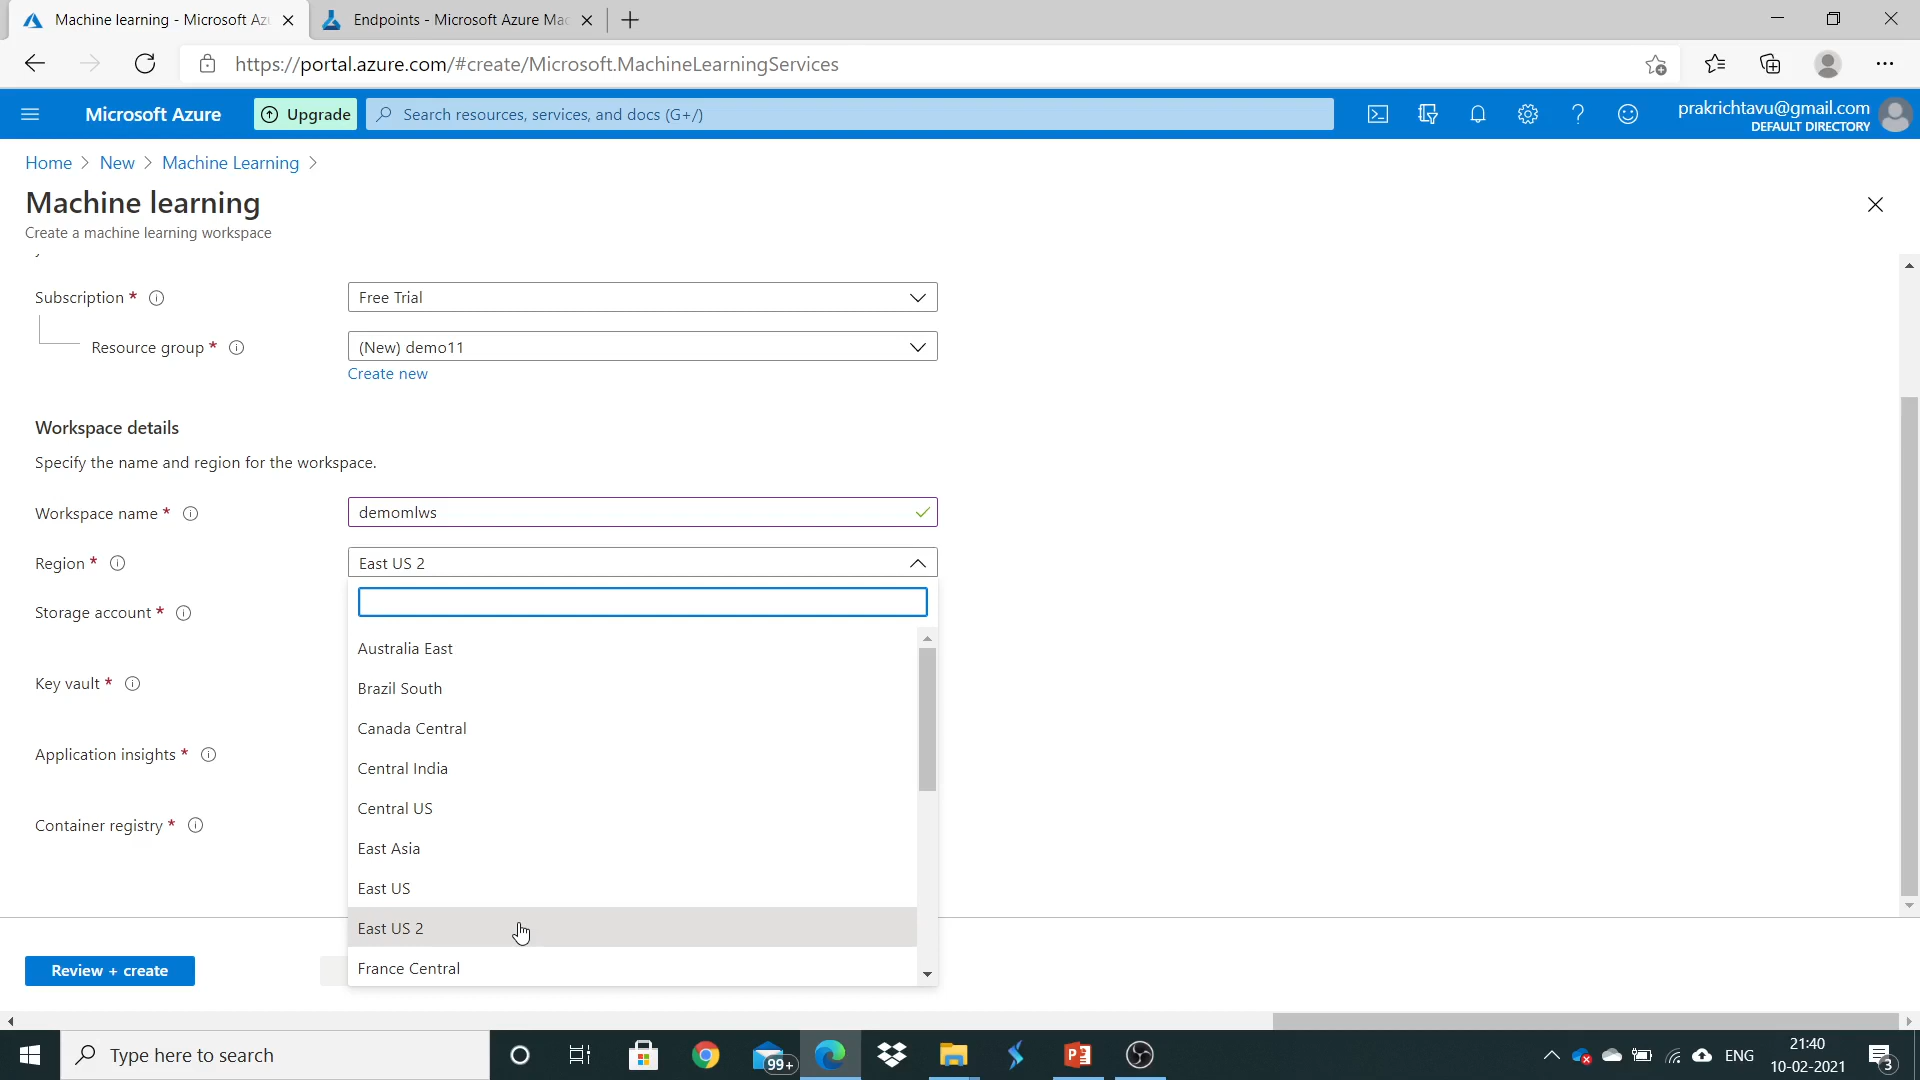 Machine learning - Microsoft Az
Endpoints - Microsoft Azure Mac
https://portal.azure.com/#create/Microsoft.MachineLearningServices
Microsoft Azure
Upgrade
Search resources, services, and docs (G+/)
prakrichtavu@gmail.com
DEFAULT DIRECTORY
Home > New > Machine Learning >
Machine learning
Create a machine learning workspace
Subscription *
Free Trial
Resource group *
(New) demo11
Create new
Workspace details
Specify the name and region for the workspace.
Workspace name *
demomlws
Region *
East US 2
Storage account *
Australia East
Key vault *
Brazil South
Canada Central
Application insights *
Central India
Central US
Container registry *
East Asia
East US
East US 2
France Central
Review + create
Type here to search
99+
ENG
21:40
10-02-2021
3